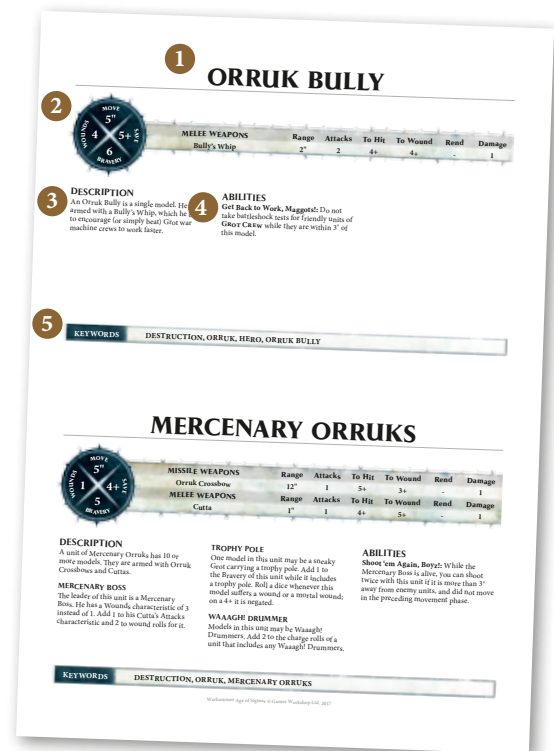 1
ORRUK BULLY
2
MOVE
5"
WOUNDS 4 5+ SAVE
6
BRAVERY
MELEE WEAPONS Range Attacks To Hit To Wound Rend Damage
Bully's Whip 2" 2 4+ 4+ - 1
3
DESCRIPTION
An Orruk Bully is a single model. He
armed with a Bully's Whip, which he
to encourage (or simply beat) Grot war
machine crews to work faster.
4
ABILITIES
Get Back to Work, Maggots!: Do not
take battleshock tests for friendly units of
GROT CREW while they are within 3" of
this model.
5
KEYWORDS DESTRUCTION, ORRUK, HERO, ORRUK BULLY
MERCENARY ORRUKS
MOVE
5"
WOUNDS 1 4+ SAVE
5
BRAVERY
MISSILE WEAPONS Range Attacks To Hit To Wound Rend Damage
Orruk Crossbow 12" 1 5+ 3+ - 1
MELEE WEAPONS Range Attacks To Hit To Wound Rend Damage
Cutta 1" 1 4+ 5+ - 1
DESCRIPTION
A unit of Mercenary Orruks has 10 or
more models. They are armed with Orruk
Crossbows and Cuttas.
MERCENARY BOSS
The leader of this unit is a Mercenary
Boss. He has a Wounds characteristic of 3
instead of 1. Add 1 to his Cutta's Attacks
characteristic and 2 to wound rolls for it.
TROPHY POLE
One model in this unit may be a sneaky
Grot carrying a trophy pole. Add 1 to
the Bravery of this unit while it includes
a trophy pole. Roll a dice whenever this
model suffers a wound or a mortal wound;
on a 4+ it is negated.
WAAAGH! DRUMMER
Models in this unit may be Waaagh!
Drummers. Add 2 to the charge rolls of a
unit that includes any Waaagh! Drummers.
ABILITIES
Shoot 'em Again, Boyz!: While the
Mercenary Boss is alive, you can shoot
twice with this unit if it is more than 3"
away from enemy units, and did not move
in the preceding movement phase.
KEYWORDS DESTRUCTION, ORRUK, MERCENARY ORRUKS
Warhammer Age of Sigmar © Games Workshop Ltd, 2017